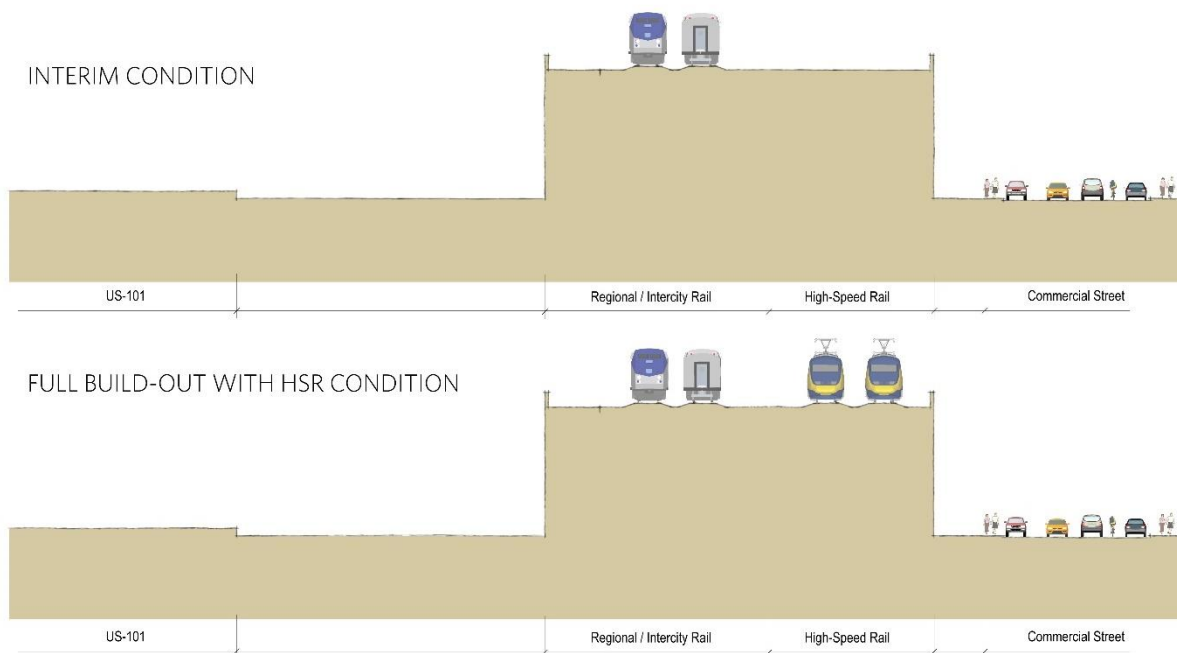 INTERIM CONDITION
US-101
Regional / Intercity Rail
High-Speed Rail
Commercial Street
FULL BUILD-OUT WITH HSR CONDITION
US-101
Regional / Intercity Rail
High-Speed Rail
Commercial Street